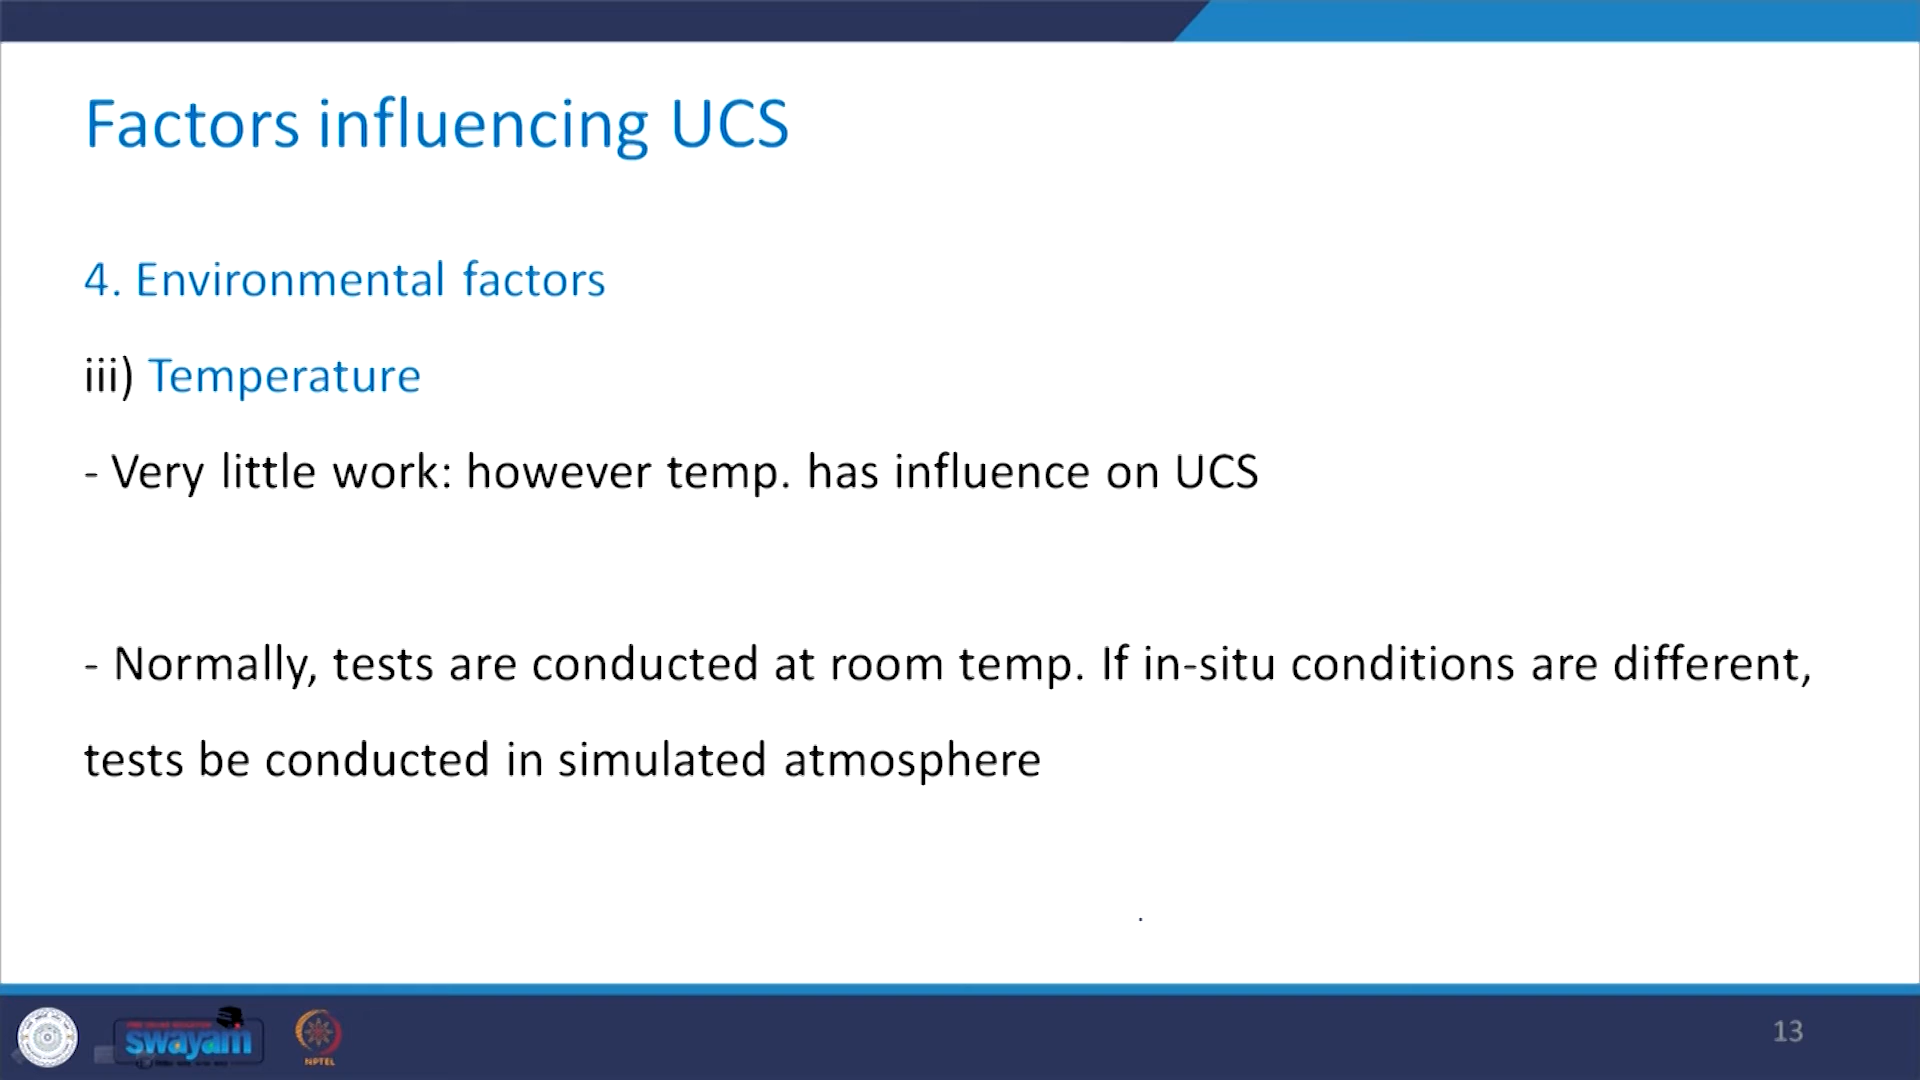 Factors influencing UCS
4. Environmental factors
iii) Temperature
- Very little work: however temp. has influence on UCS
- Normally, tests are conducted at room temp. If in-situ conditions are different,
tests be conducted in simulated atmosphere
swayam
NPTEL
13